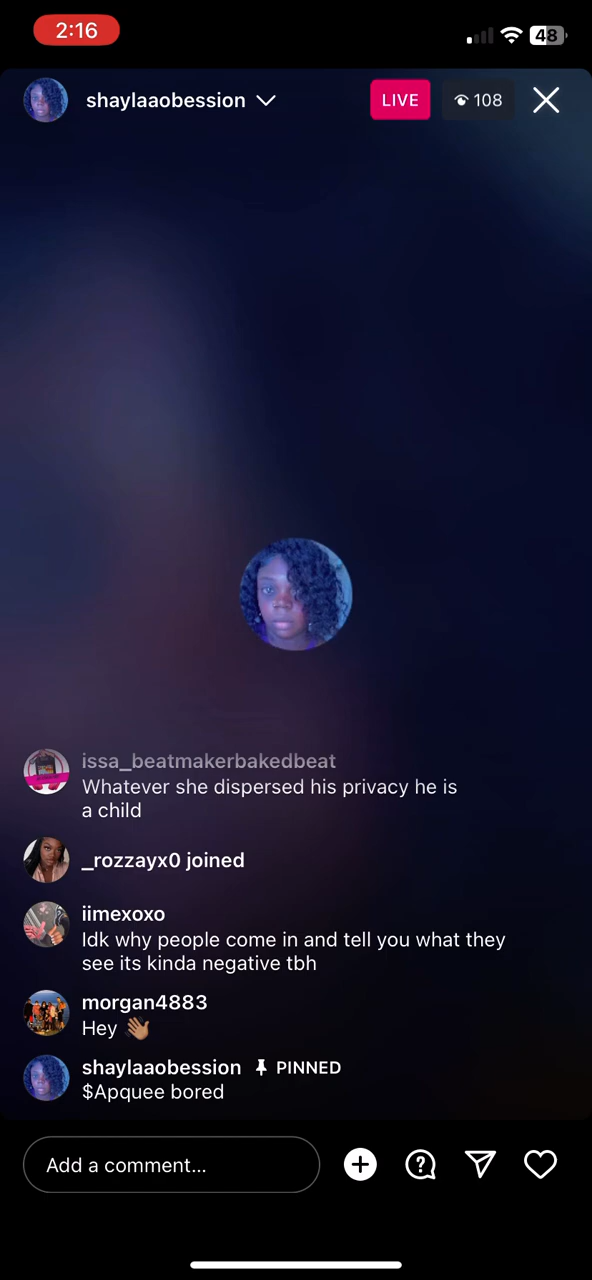 2:16
48
shaylaaobession
LIVE
108
issa_beatmakerbakedbeat
Whatever she dispersed his privacy he is
a child
_rozzayx0 joined
iimexoxo
Idk why people come in and tell you what they
see its kinda negative tbh
morgan4883
Hey 👋🏽
shaylaaobession PINNED
$Apquee bored
Add a comment...